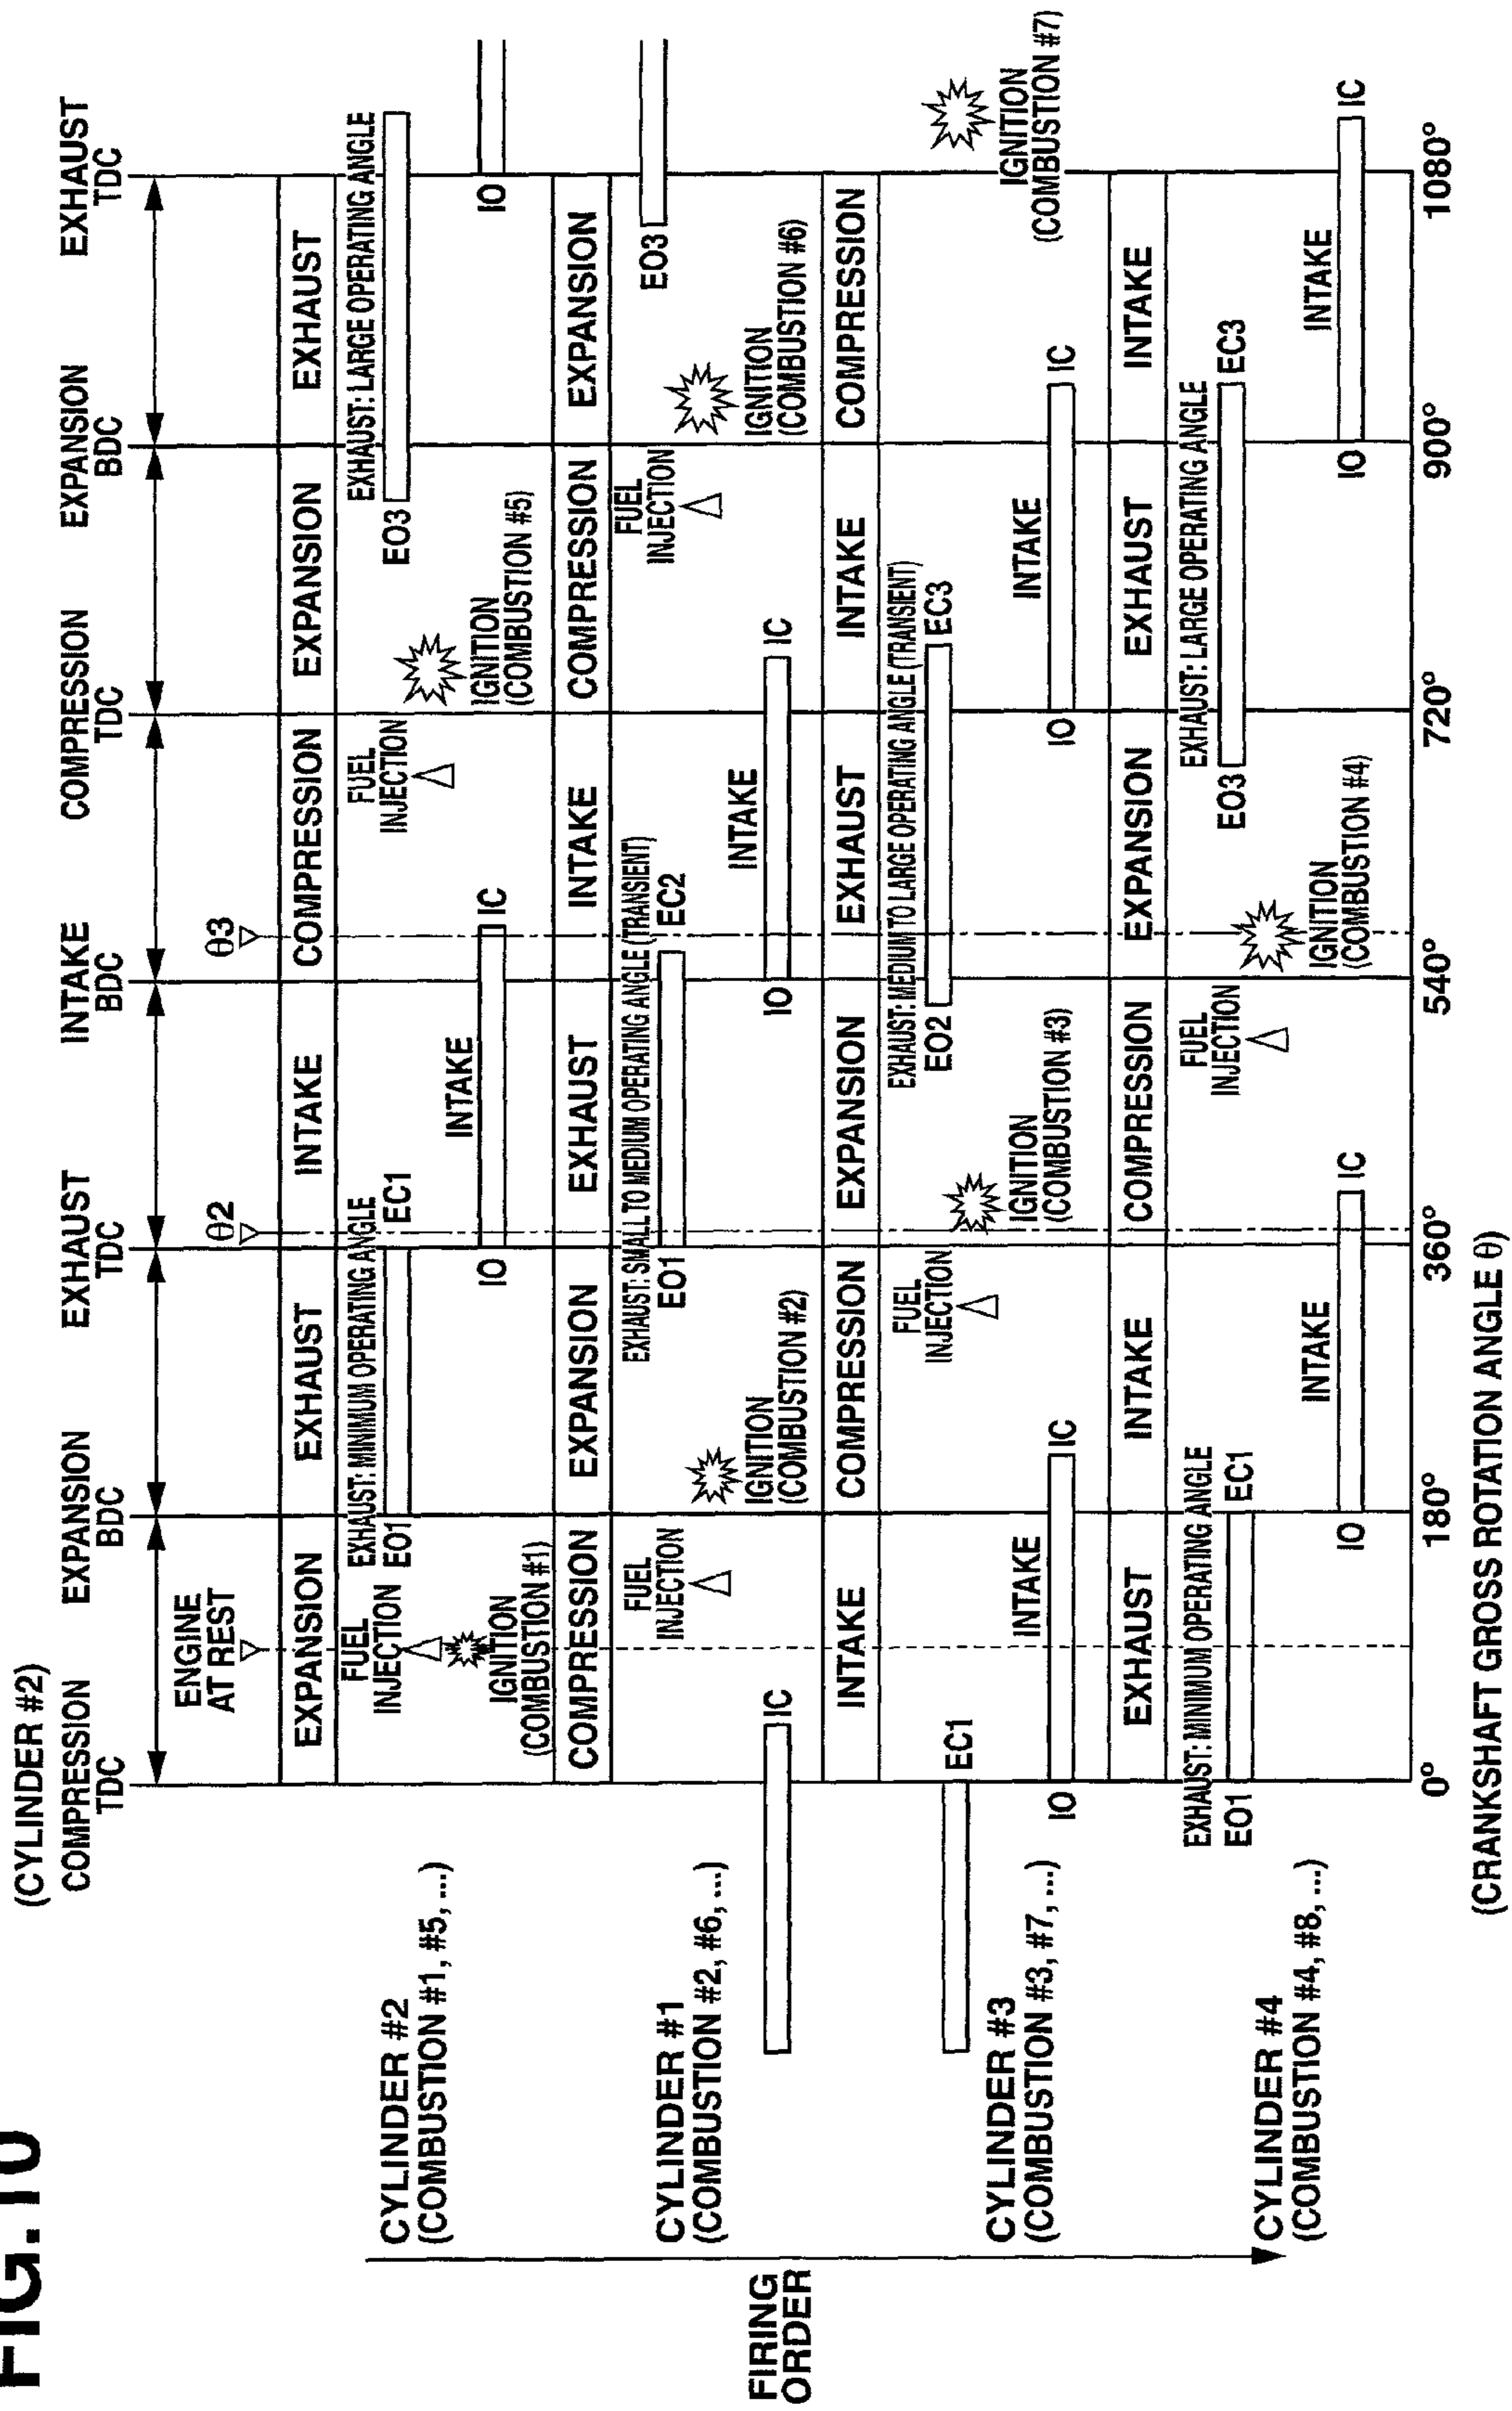 FIG.10
(CYLINDER #2)
COMPRESSION
TDC
EXPANSION
BDC
EXHAUST
TDC
INTAKE
BDC
COMPRESSION
TDC
EXPANSION
BDC
EXHAUST
TDC
ENGINE
AT REST
θ2
θ3
FIRING
ORDER
CYLINDER #2
(COMBUSTION #1, #5, ...)
EXPANSION
EXHAUST
INTAKE
COMPRESSION
EXPANSION
EXHAUST
FUEL
INJECTION
IGNITION
(COMBUSTION #1)
EXHAUST: MINIMUM OPERATING ANGLE
EO1
EC1
INTAKE
IO
IC
FUEL
INJECTION
IGNITION
(COMBUSTION #5)
EXHAUST: LARGE OPERATING ANGLE
EO3
IO
CYLINDER #1
(COMBUSTION #2, #6, ...)
COMPRESSION
EXPANSION
EXHAUST
INTAKE
COMPRESSION
EXPANSION
IC
FUEL
INJECTION
IGNITION
(COMBUSTION #2)
EXHAUST: SMALL TO MEDIUM OPERATING ANGLE (TRANSIENT)
EO1
EC2
INTAKE
IO
IC
FUEL
INJECTION
IGNITION
(COMBUSTION #6)
EO3
CYLINDER #3
(COMBUSTION #3, #7, ...)
INTAKE
COMPRESSION
EXPANSION
EXHAUST
INTAKE
COMPRESSION
EC1
INTAKE
IO
IC
FUEL
INJECTION
IGNITION
(COMBUSTION #3)
EXHAUST: MEDIUM TO LARGE OPERATING ANGLE (TRANSIENT)
EO2
EC3
INTAKE
IO
IC
IGNITION
(COMBUSTION #7)
CYLINDER #4
(COMBUSTION #4, #8, ...)
EXHAUST
INTAKE
COMPRESSION
EXPANSION
EXHAUST
INTAKE
EXHAUST: MINIMUM OPERATING ANGLE
EO1
EC1
INTAKE
IO
IC
FUEL
INJECTION
IGNITION
(COMBUSTION #4)
EXHAUST: LARGE OPERATING ANGLE
EO3
EC3
INTAKE
IO
IC
0°
180°
360°
540°
720°
900°
1080°
(CRANKSHAFT GROSS ROTATION ANGLE θ)